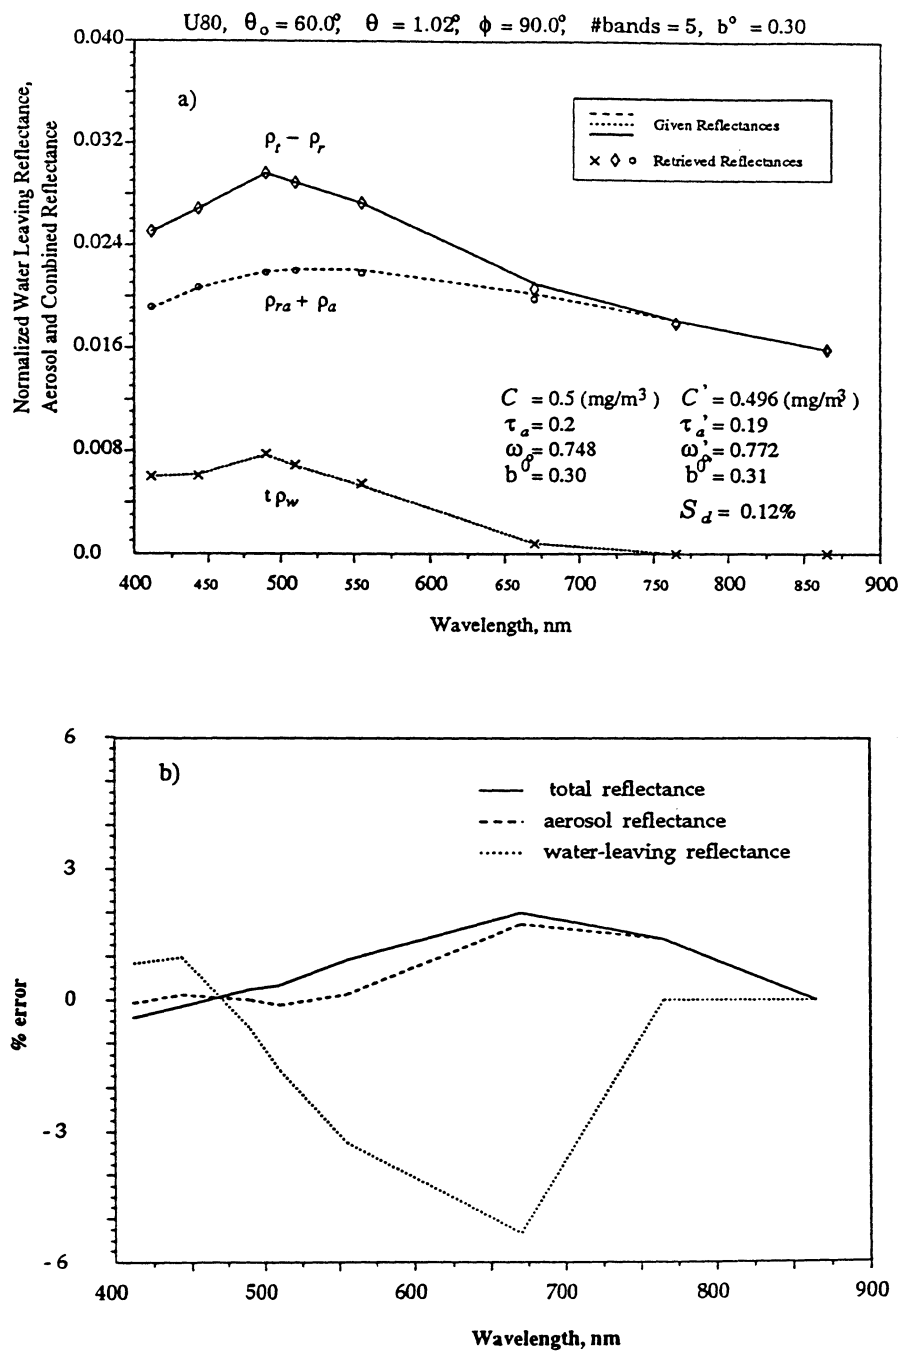 U80, θₒ = 60.0°, θ = 1.02°, ϕ = 90.0°, #bands = 5, b° = 0.30
Normalized Water Leaving Reflectance,
Aerosol and Combined Reflectance
0.040
0.032
0.024
0.016
0.008
0.0
a)
ρt − ρr
ρra + ρa
tρw
Given Reflectances
× ◇ ○ Retrieved Reflectances
C = 0.5 (mg/m³) C' = 0.496 (mg/m³)
τa = 0.2 τa' = 0.19
ωo = 0.748 ωo' = 0.772
b° = 0.30 b°' = 0.31
Sd = 0.12%
400 450 500 550 600 650 700 750 800 850 900
Wavelength, nm
b)
total reflectance
aerosol reflectance
water-leaving reflectance
% error
6
3
0
-3
-6
400 500 600 700 800 900
Wavelength, nm